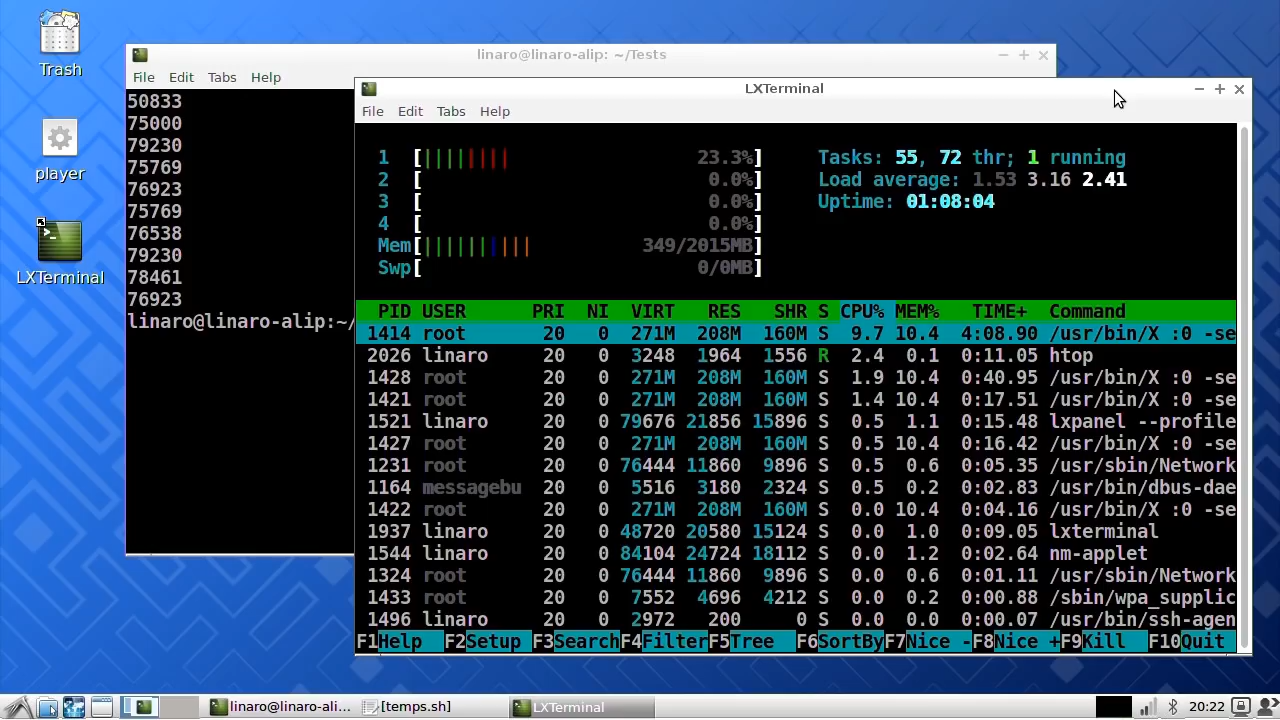 Trash
player
LXTerminal
linaro@linaro-alip: ~/Tests
File Edit Tabs Help
50833
75000
79230
75769
76923
75769
76538
79230
78461
76923
linaro@linaro-alip:~/
LXTerminal
File Edit Tabs Help
1 [|||||||| 23.3%] Tasks: 55, 72 thr; 1 running
2 [ 0.0%] Load average: 1.53 3.16 2.41
3 [ 0.0%] Uptime: 01:08:04
4 [ 0.0%]
Mem[|||||||||| 349/2015MB]
Swp[ 0/0MB]
PID USER PRI NI VIRT RES SHR S CPU% MEM% TIME+ Command
1414 root 20 0 271M 208M 160M S 9.7 10.4 4:08.90 /usr/bin/X :0 -se
2026 linaro 20 0 3248 1964 1556 R 2.4 0.1 0:11.05 htop
1428 root 20 0 271M 208M 160M S 1.9 10.4 0:40.95 /usr/bin/X :0 -se
1421 root 20 0 271M 208M 160M S 1.4 10.4 0:17.51 /usr/bin/X :0 -se
1521 linaro 20 0 79676 21856 15896 S 0.5 1.1 0:15.48 lxpanel --profile
1427 root 20 0 271M 208M 160M S 0.5 10.4 0:16.42 /usr/bin/X :0 -se
1231 root 20 0 76444 11860 9896 S 0.5 0.6 0:05.35 /usr/sbin/Network
1164 messagebu 20 0 5516 3180 2324 S 0.5 0.2 0:02.83 /usr/bin/dbus-dae
1422 root 20 0 271M 208M 160M S 0.0 10.4 0:04.16 /usr/bin/X :0 -se
1937 linaro 20 0 48720 20580 15124 S 0.0 1.0 0:09.05 lxterminal
1544 linaro 20 0 84104 24724 18112 S 0.0 1.2 0:02.64 nm-applet
1324 root 20 0 76444 11860 9896 S 0.0 0.6 0:01.11 /usr/sbin/Network
1433 root 20 0 7552 4696 4212 S 0.0 0.2 0:00.88 /sbin/wpa_supplic
1496 linaro 20 0 2972 200 0 S 0.0 0.0 0:00.07 /usr/bin/ssh-agen
F1Help F2Setup F3SearchF4FilterF5Tree F6SortByF7Nice -F8Nice +F9Kill F10Quit
linaro@linaro-ali... [temps.sh] LXTerminal 20:22